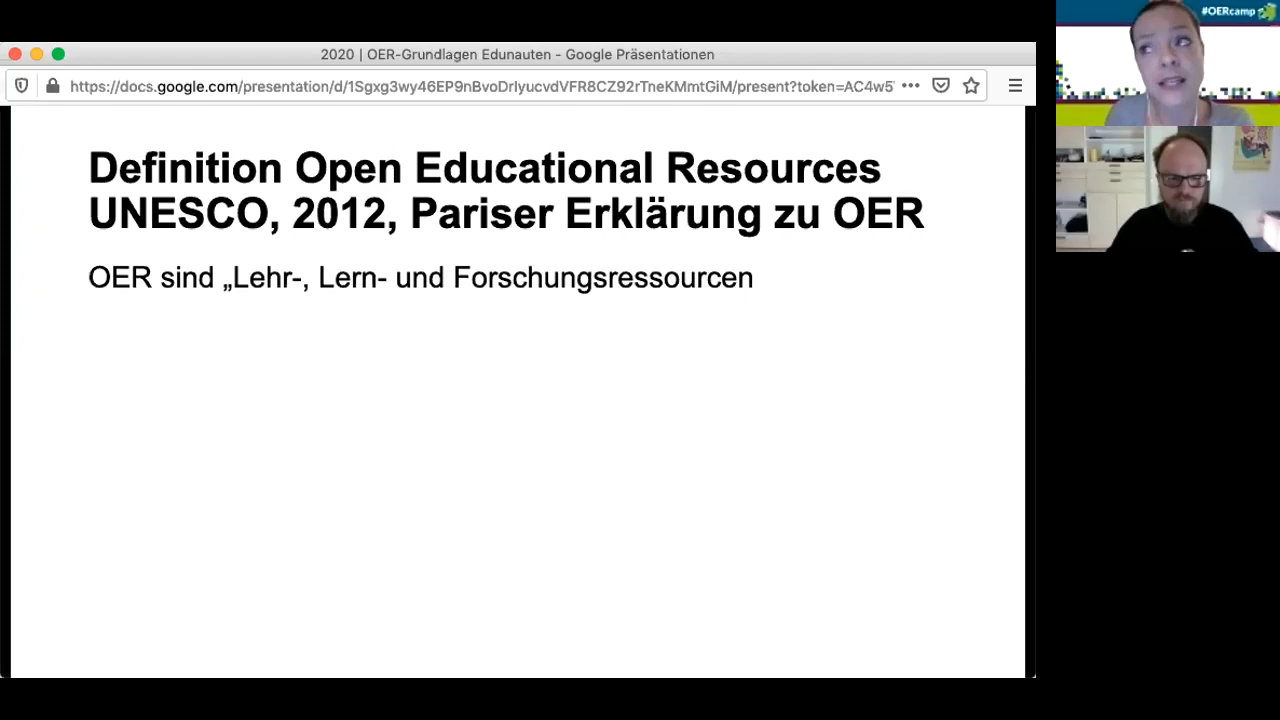 #OERcamp
2020 | OER-Grundlagen Edunauten - Google Präsentationen
https://docs.google.com/presentation/d/1Sgxg3wy46EP9nBvoDrIyucvdVFR8CZ92rTneKMmtGiM/present?token=AC4w5
Definition Open Educational Resources
UNESCO, 2012, Pariser Erklärung zu OER
OER sind „Lehr-, Lern- und Forschungsressourcen